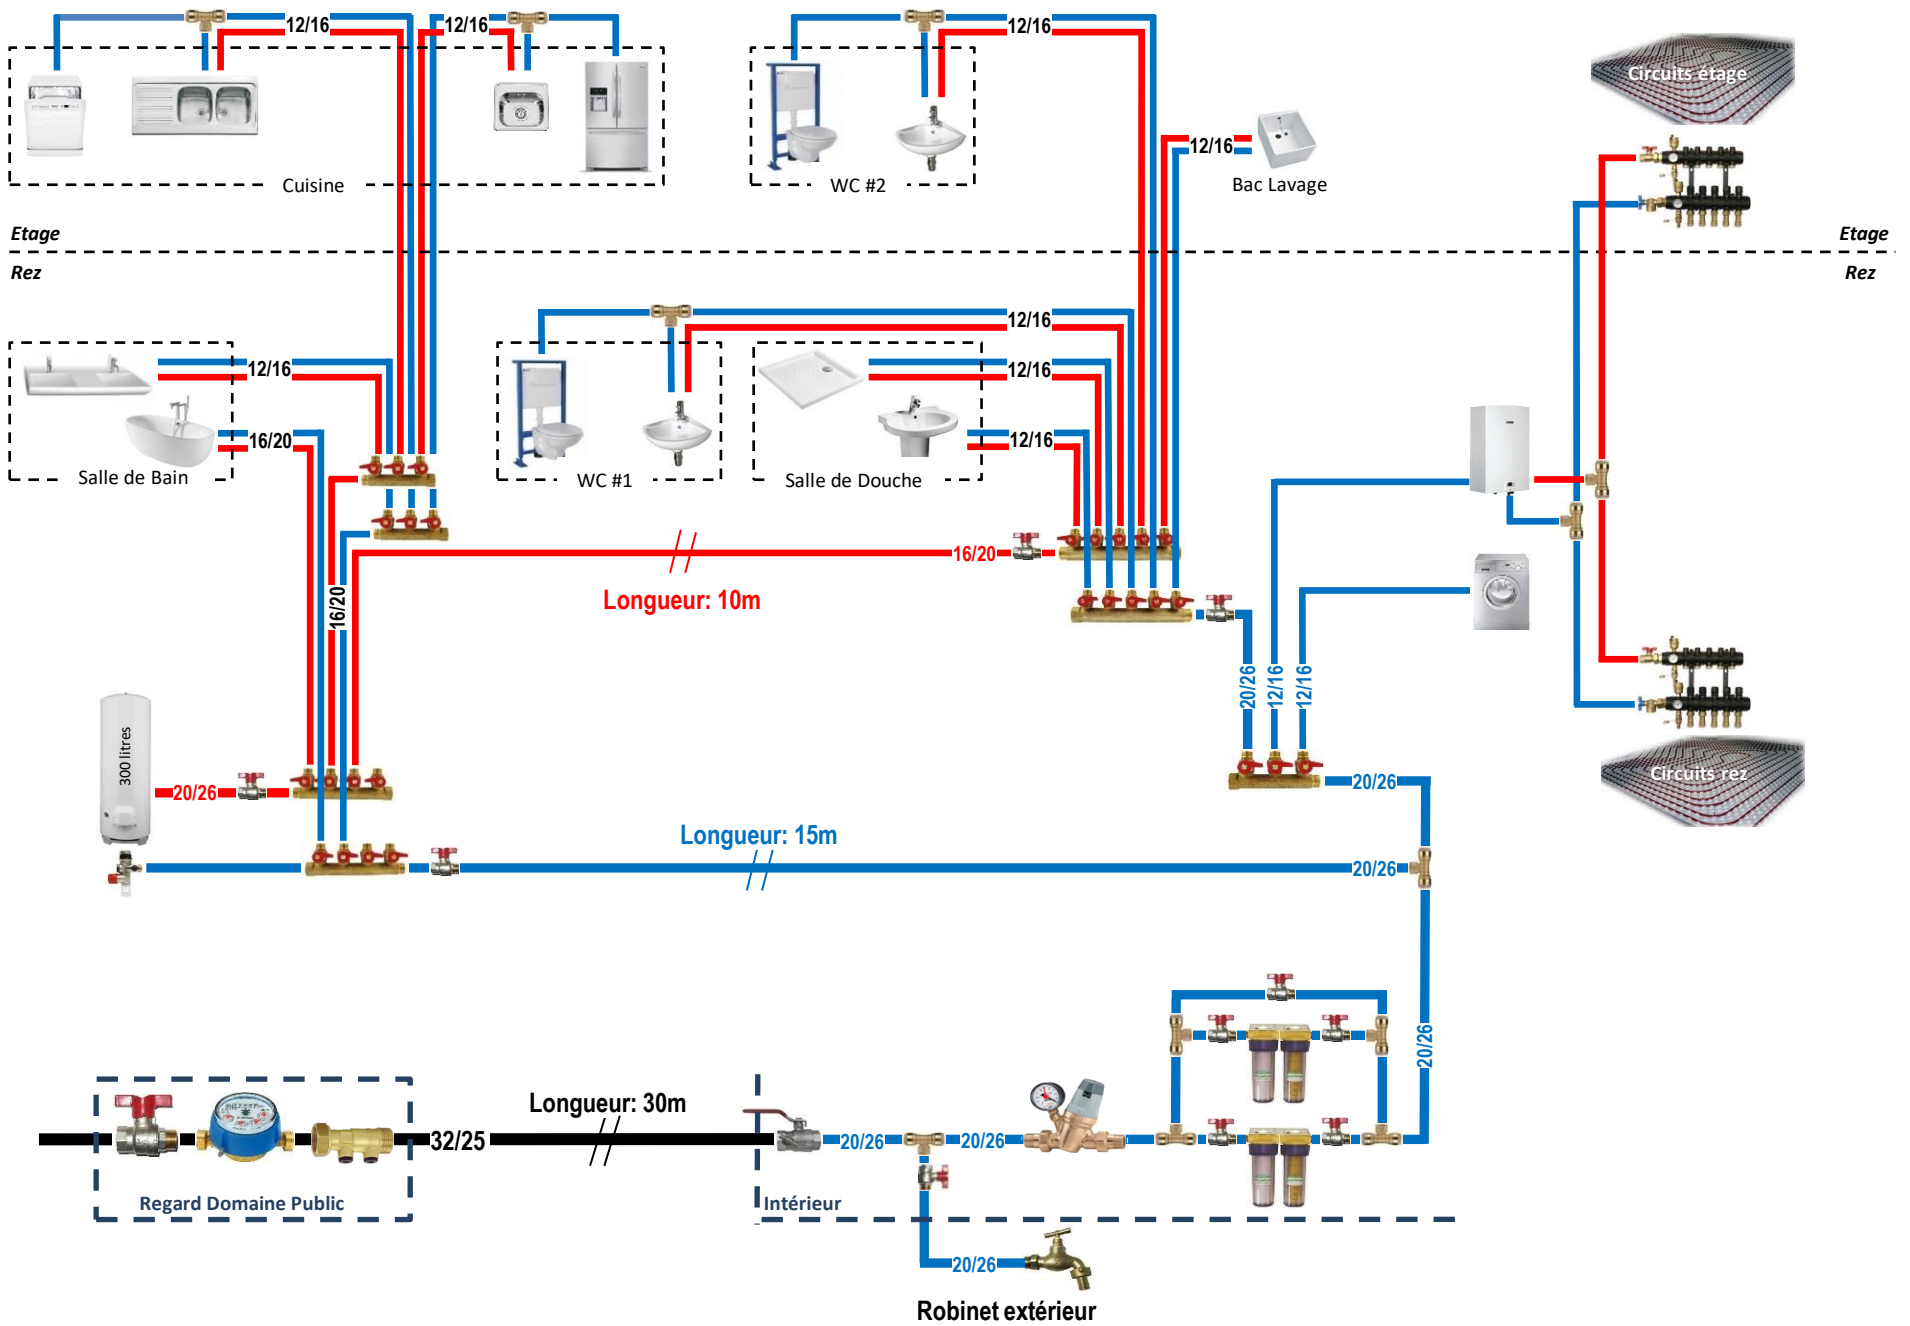 12/16
12/16
12/16
Circuits étage
12/16
Cuisine
WC #2
Bac Lavage
Etage
Etage
Rez
Rez
12/16
12/16
12/16
16/20
12/16
Salle de Bain
WC #1
Salle de Douche
16/20
Longueur: 10m
16/20
20/26
12/16
12/16
300 litres
20/26
20/26
Circuits rez
Longueur: 15m
20/26
20/26
Longueur: 30m
32/25
20/26
20/26
Regard Domaine Public
Intérieur
20/26
Robinet extérieur